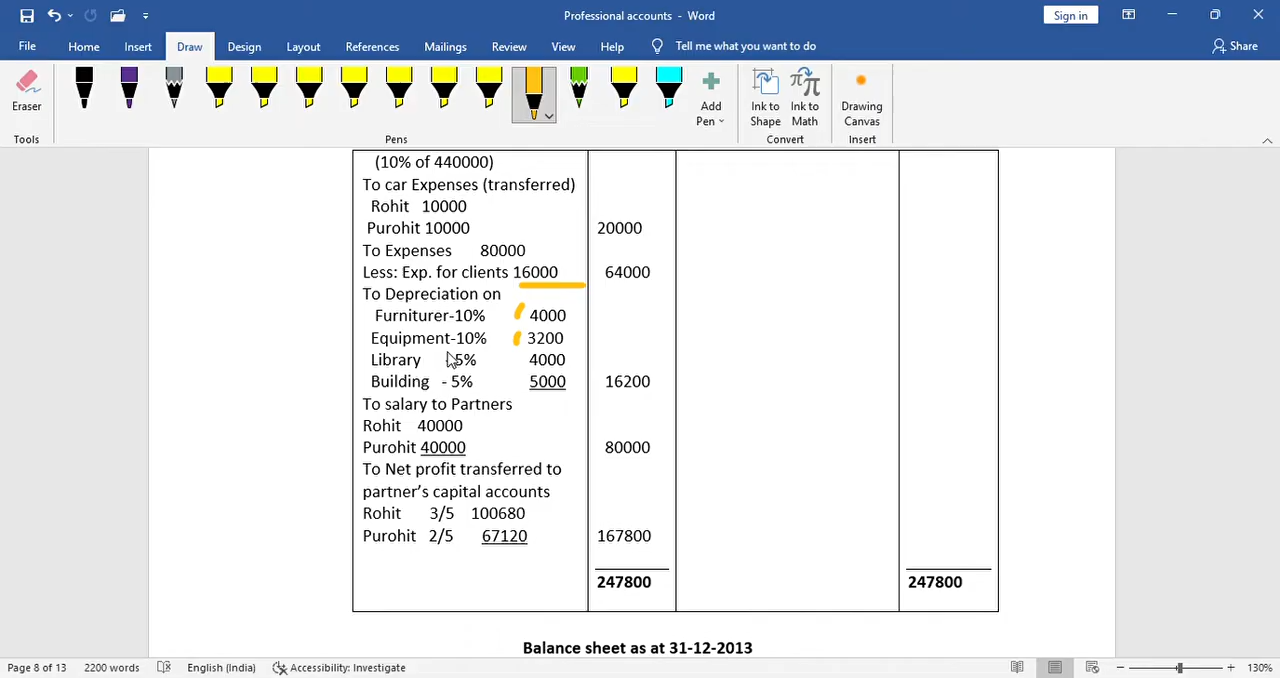 Professional accounts - Word
Sign in
File Home Insert Draw Design Layout References Mailings Review View Help Tell me what you want to do Share
Eraser
Add Pen
Ink to Shape
Ink to Math
Drawing Canvas
Tools Pens Convert Insert
(10% of 440000)
To car Expenses (transferred)
Rohit 10000
Purohit 10000 20000
To Expenses 80000
Less: Exp. for clients 16000 64000
To Depreciation on
Furniturer-10% 4000
Equipment-10% 3200
Library -5% 4000
Building - 5% 5000 16200
To salary to Partners
Rohit 40000
Purohit 40000 80000
To Net profit transferred to
partner's capital accounts
Rohit 3/5 100680
Purohit 2/5 67120 167800
247800 247800
Balance sheet as at 31-12-2013
Page 8 of 13 2200 words English (India) Accessibility: Investigate 130%